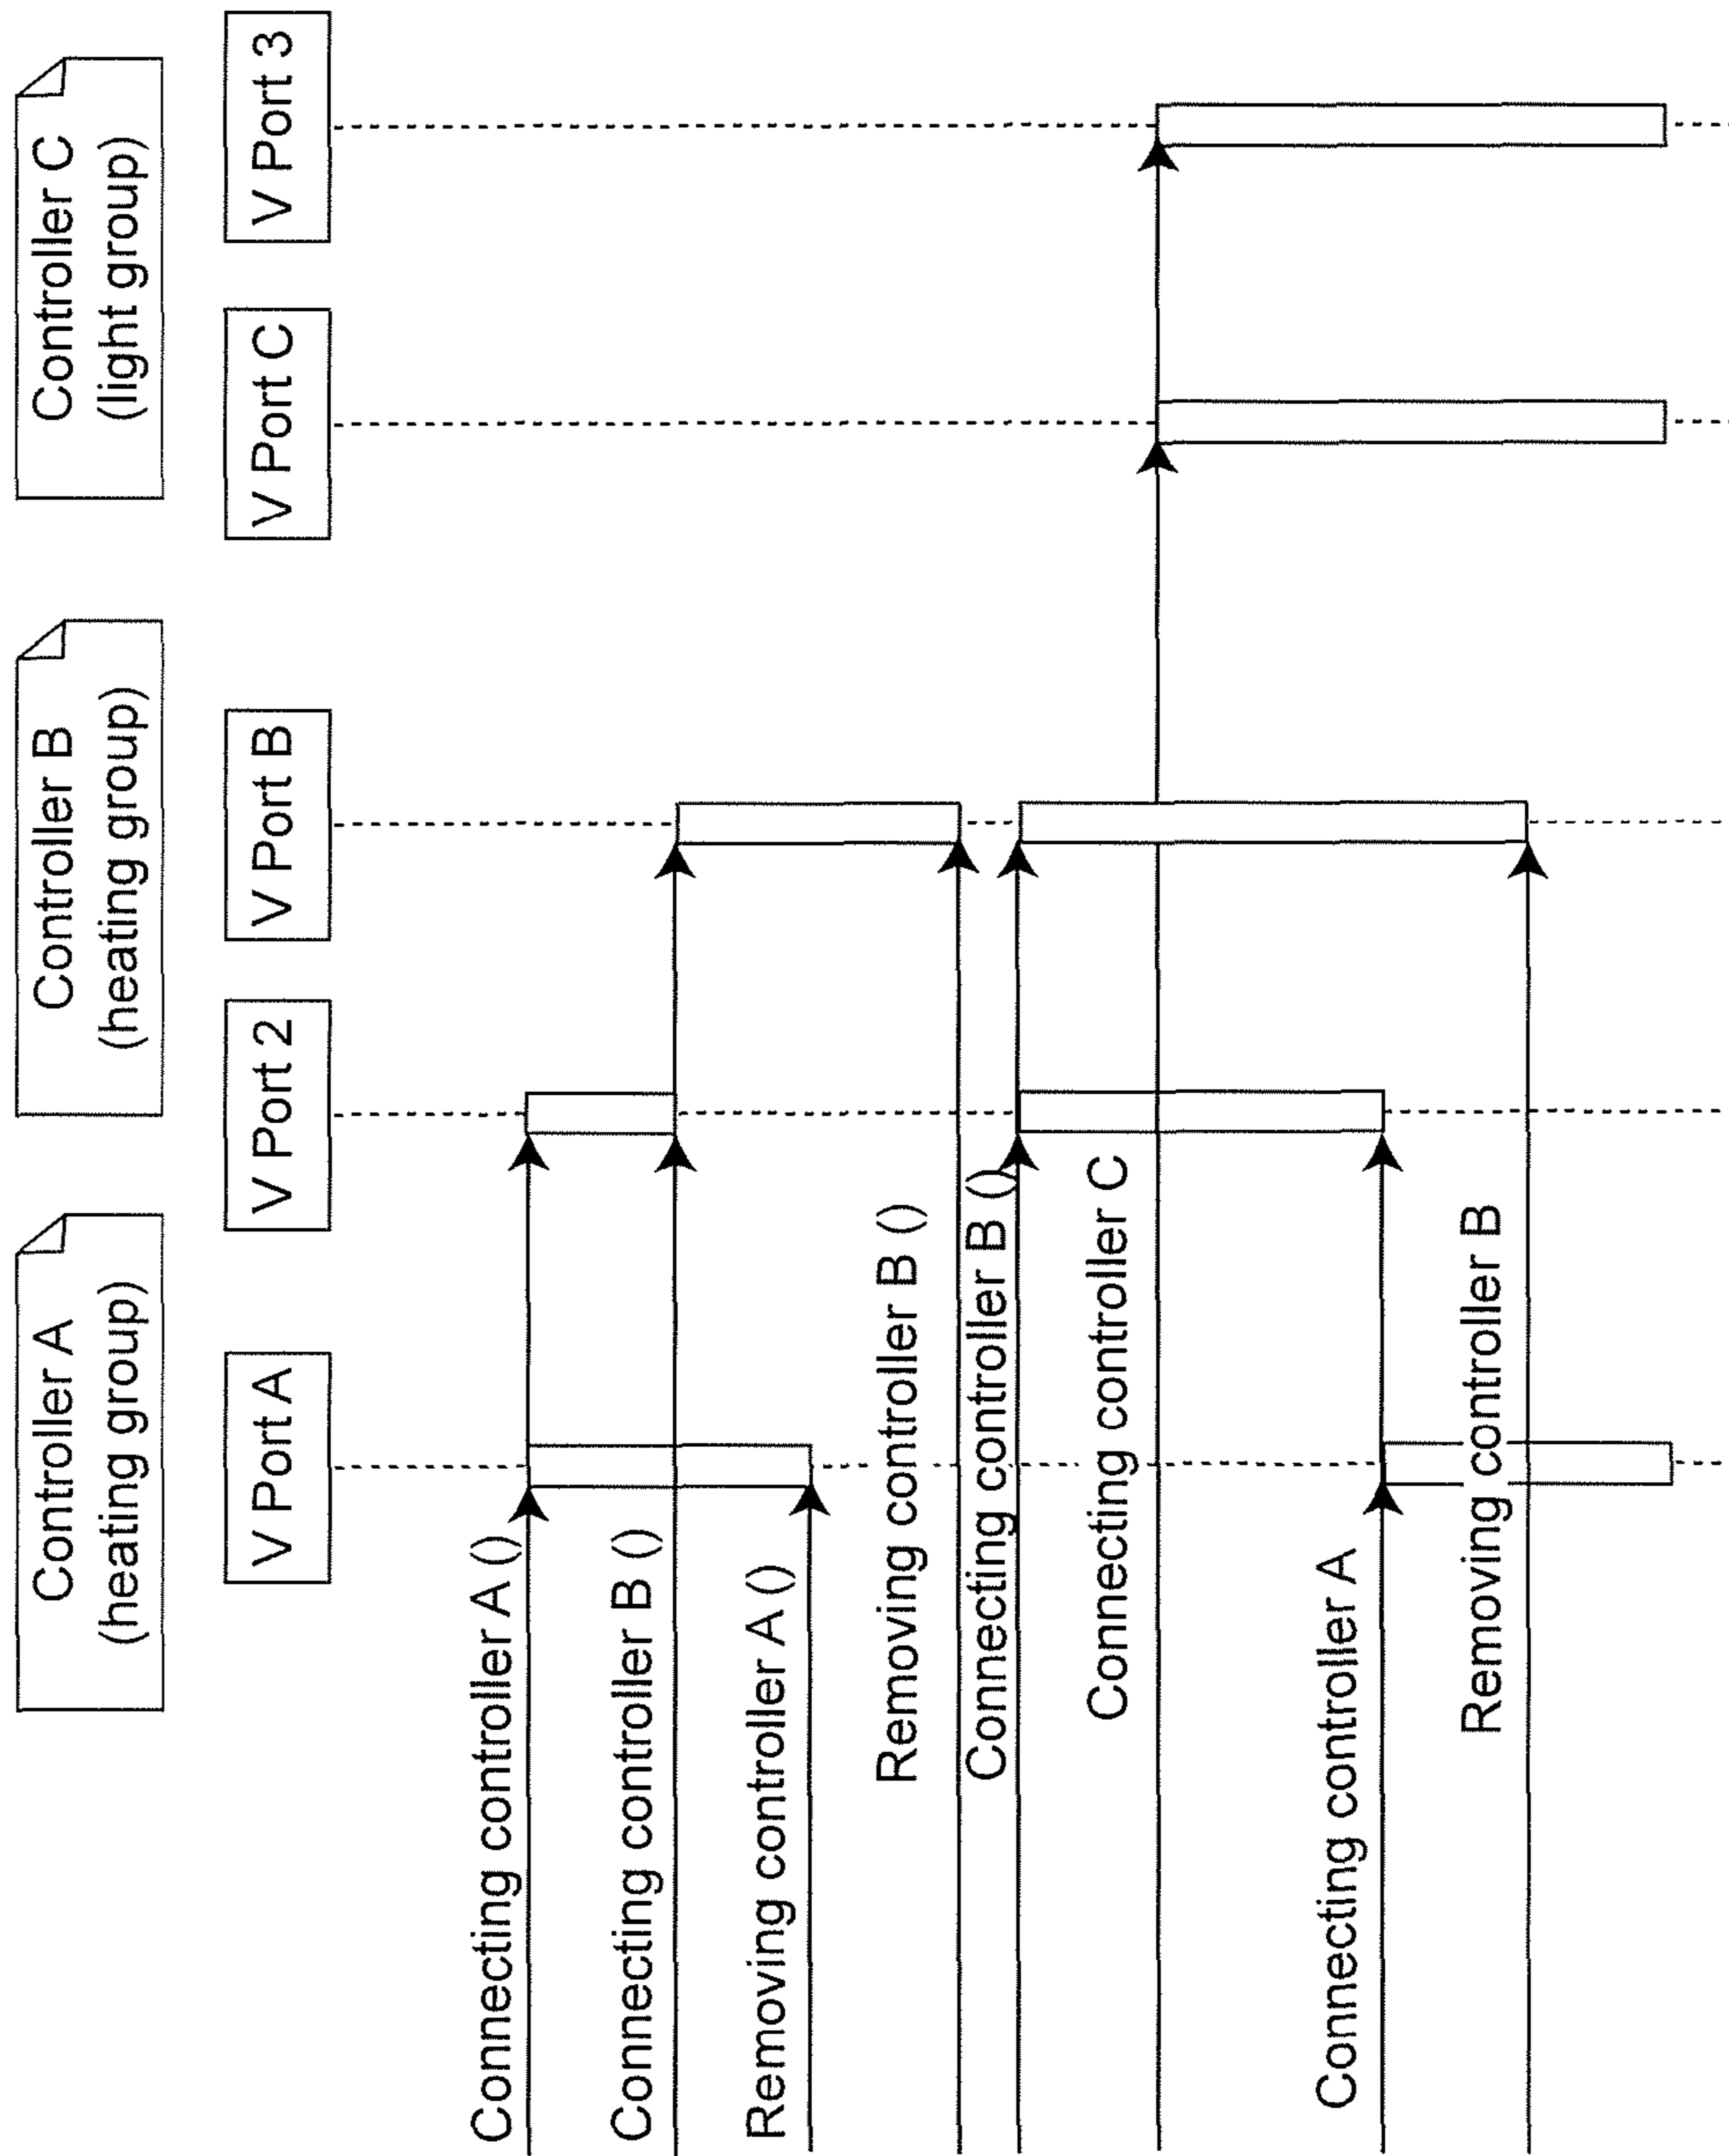 Controller A
(heating group)
Controller B
(heating group)
Controller C
(light group)
V Port A
V Port 2
V Port B
V Port C
V Port 3
Connecting controller A ()
Connecting controller B ()
Removing controller A ()
Removing controller B ()
Connecting controller B ()
Connecting controller C
Connecting controller A
Removing controller B